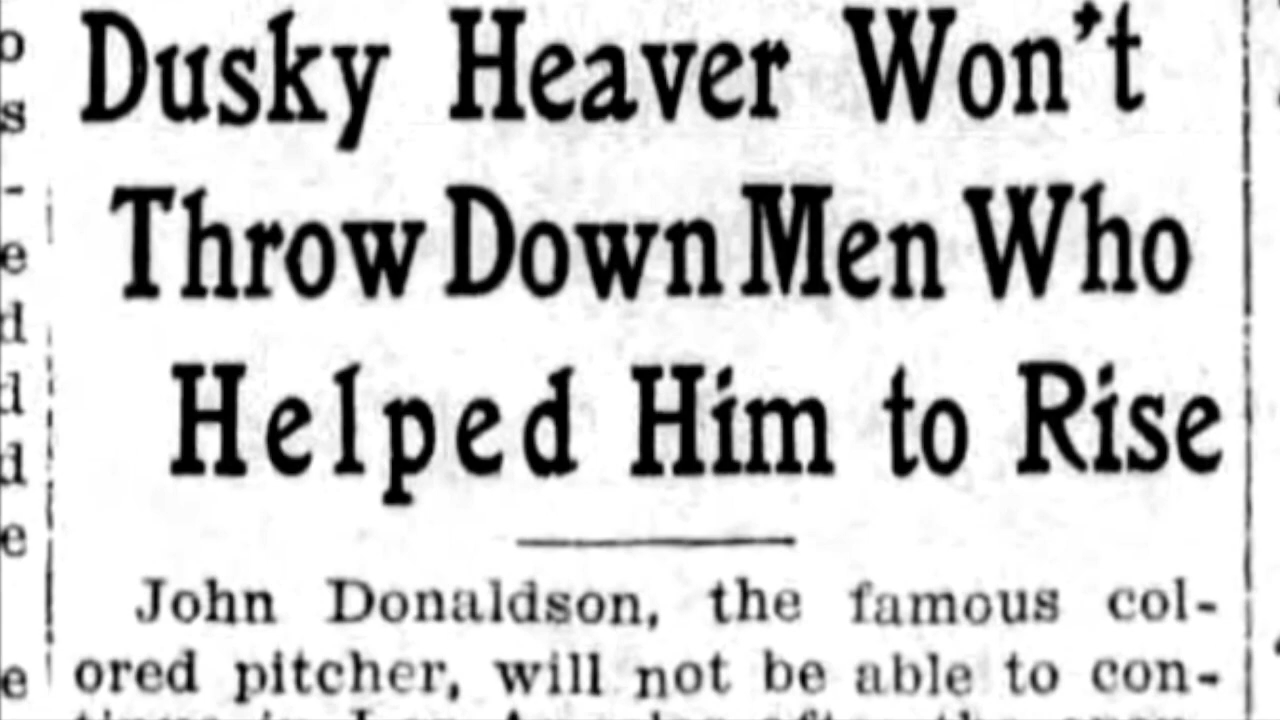 Dusky Heaver Won't
Throw Down Men Who
Helped Him to Rise
John Donaldson, the famous col-
ored pitcher, will not be able to con-